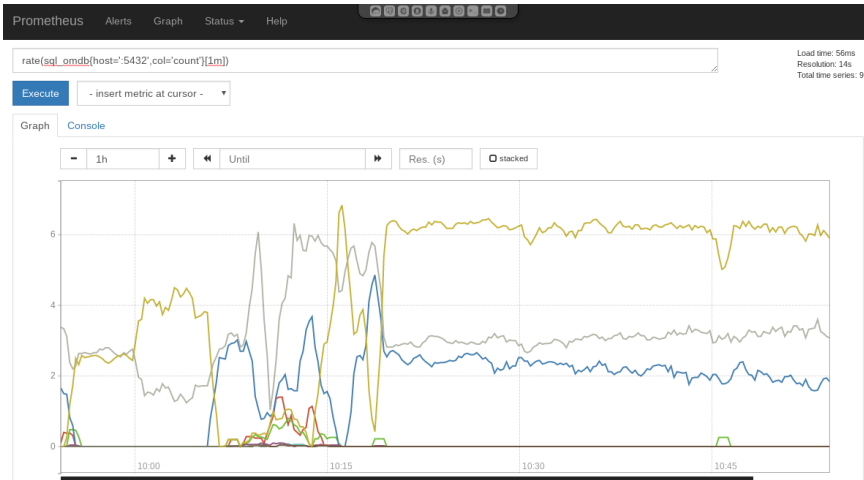 Prometheus Alerts Graph Status Help
rate(sql_omdb{host=':5432',col='count'}[1m])
Load time: 56ms
Resolution: 14s
Total time series: 9
Execute - insert metric at cursor -
Graph Console
1h Until Res. (s) stacked
6
4
2
0
10:00 10:15 10:30 10:45